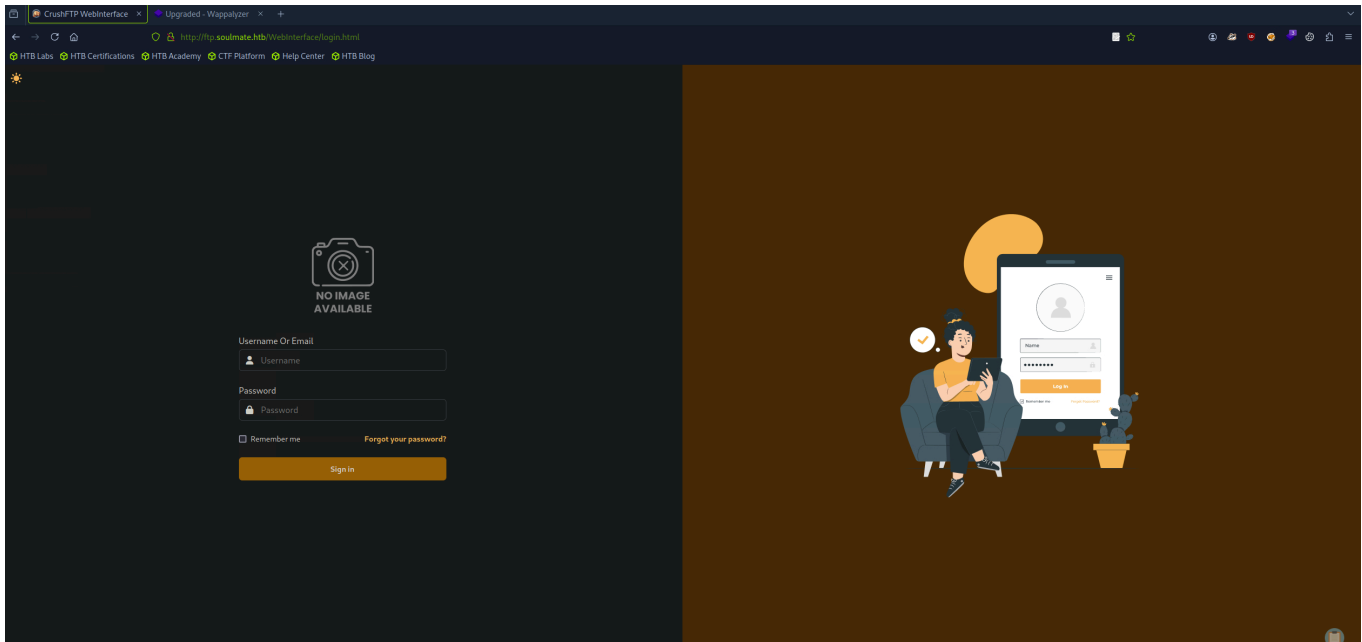 CrushFTP WebInterface
Upgraded - Wappalyzer
http://ftp.soulmate.htb/WebInterface/login.html
HTB Labs HTB Certifications HTB Academy CTF Platform Help Center HTB Blog
NO IMAGE
AVAILABLE
Username Or Email
Username
Password
Password
Remember me Forgot your password?
Sign in
Name
Log in
Remember me